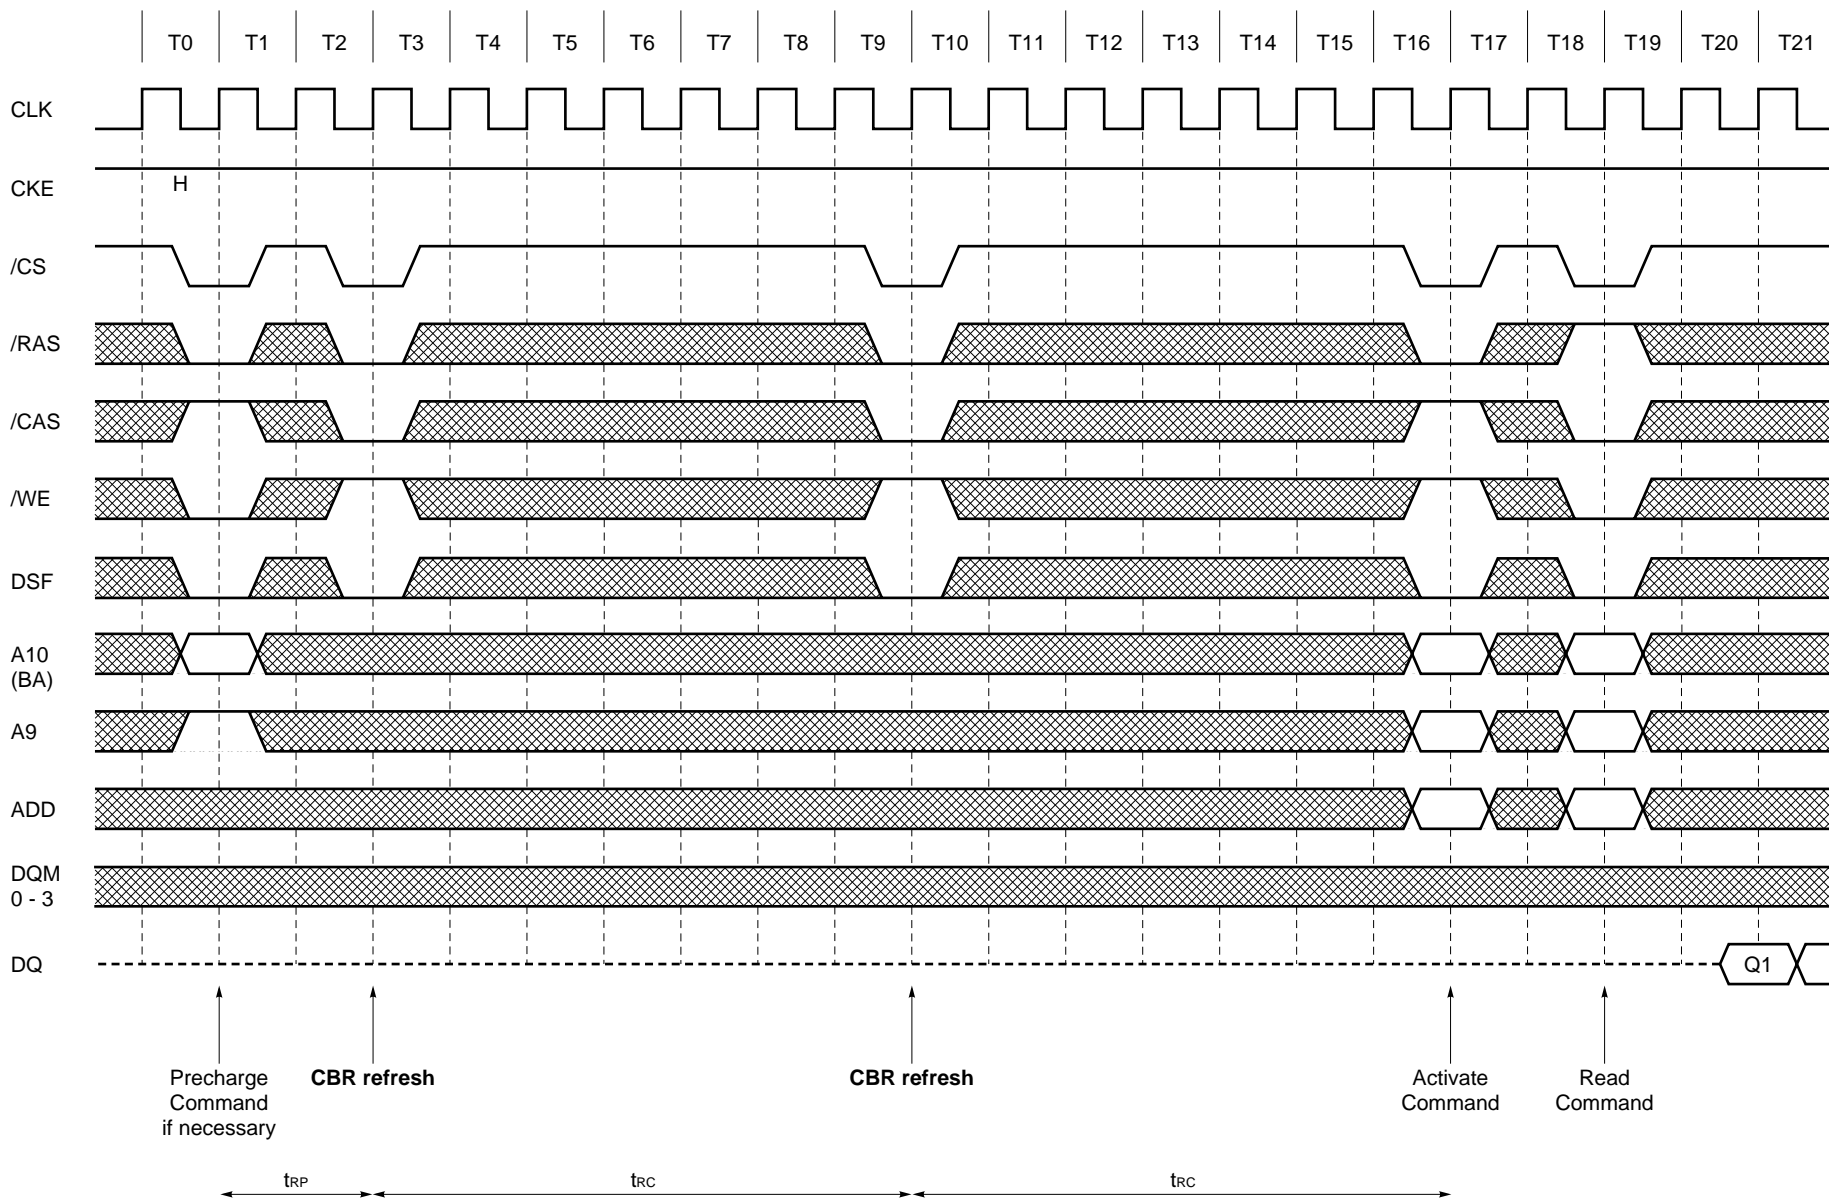 T0 T1 T2 T3 T4 T5 T6 T7 T8 T9 T10 T11 T12 T13 T14 T15 T16 T17 T18 T19 T20 T21
CLK
CKE
H
/CS
/RAS
/CAS
/WE
DSF
A10
(BA)
A9
ADD
DQM
0 - 3
DQ
Q1
Precharge
Command
if necessary
CBR refresh
CBR refresh
Activate
Command
Read
Command
tRP
tRC
tRC